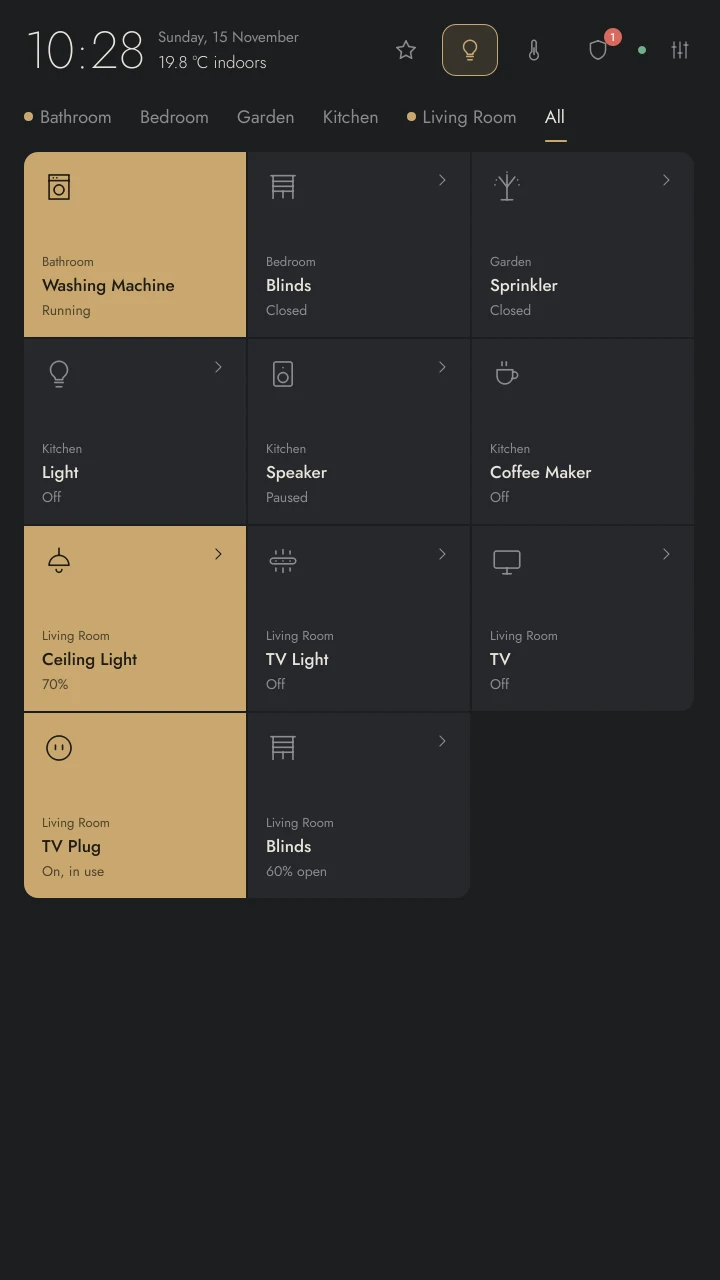 10:28
Sunday, 15 November
19.8 °C indoors
1
Bathroom
Bedroom
Garden
Kitchen
Living Room
All
Bathroom
Washing Machine
Running
Bedroom
Blinds
Closed
Garden
Sprinkler
Closed
Kitchen
Light
Off
Kitchen
Speaker
Paused
Kitchen
Coffee Maker
Off
Living Room
Ceiling Light
70%
Living Room
TV Light
Off
Living Room
TV
Off
Living Room
TV Plug
On, in use
Living Room
Blinds
60% open